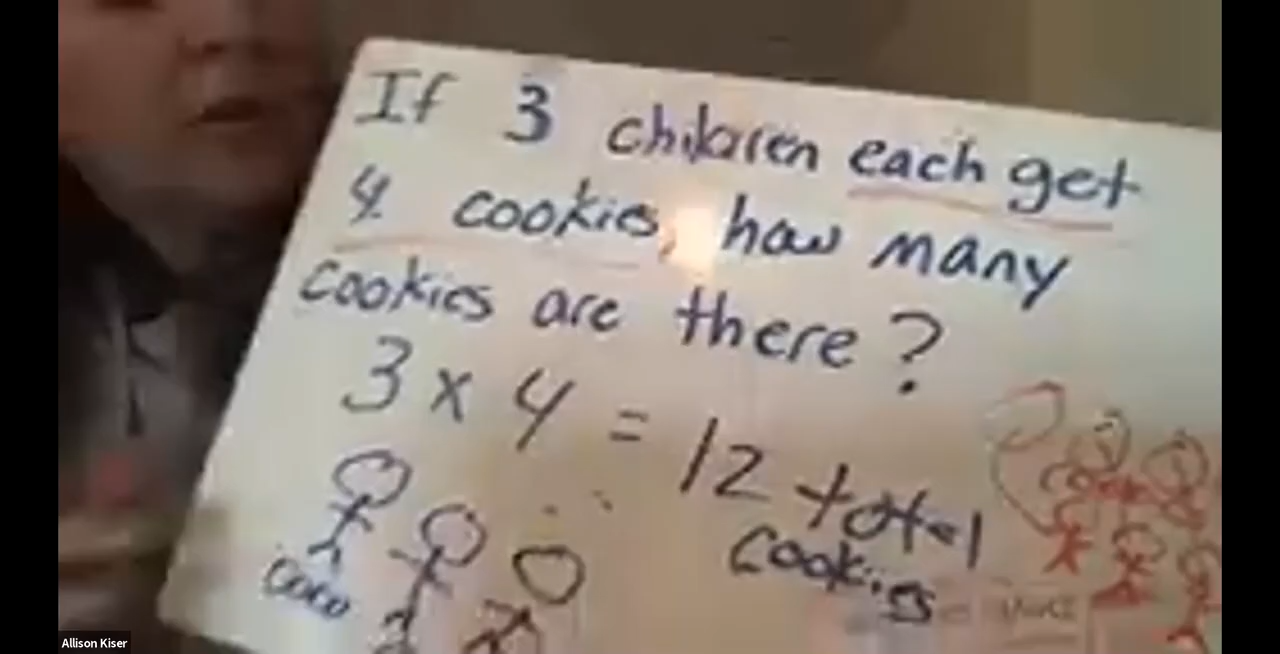 If 3 children each get
4 cookies, how many
cookies are there?
3 x 4 = 12 total
cookies
Allison Kiser